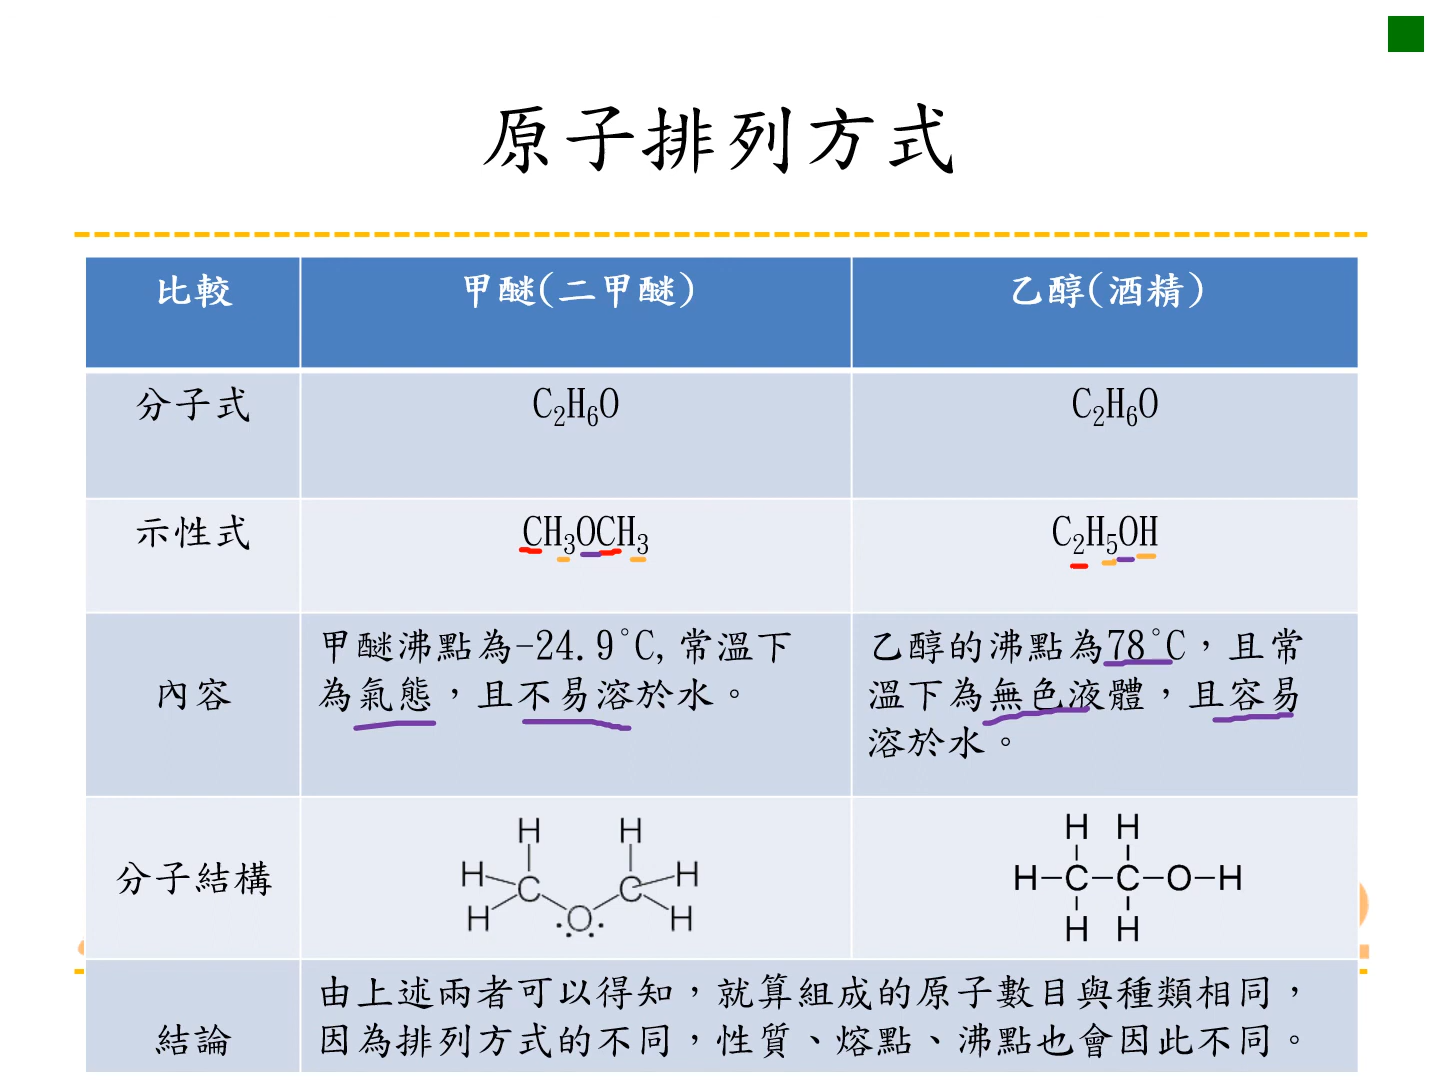 原子排列方式
比較
甲醚(二甲醚)
乙醇(酒精)
分子式
C₂H₆O
C₂H₆O
示性式
CH₃OCH₃
C₂H₅OH
內容
甲醚沸點為-24.9°C,常溫下
為氣態，且不易溶於水。
乙醇的沸點為78°C，且常
溫下為無色液體，且容易
溶於水。
分子結構
H H
H C C H
H O H
H H
H-C-C-O-H
H H
結論
由上述兩者可以得知，就算組成的原子數目與種類相同，
因為排列方式的不同，性質、熔點、沸點也會因此不同。